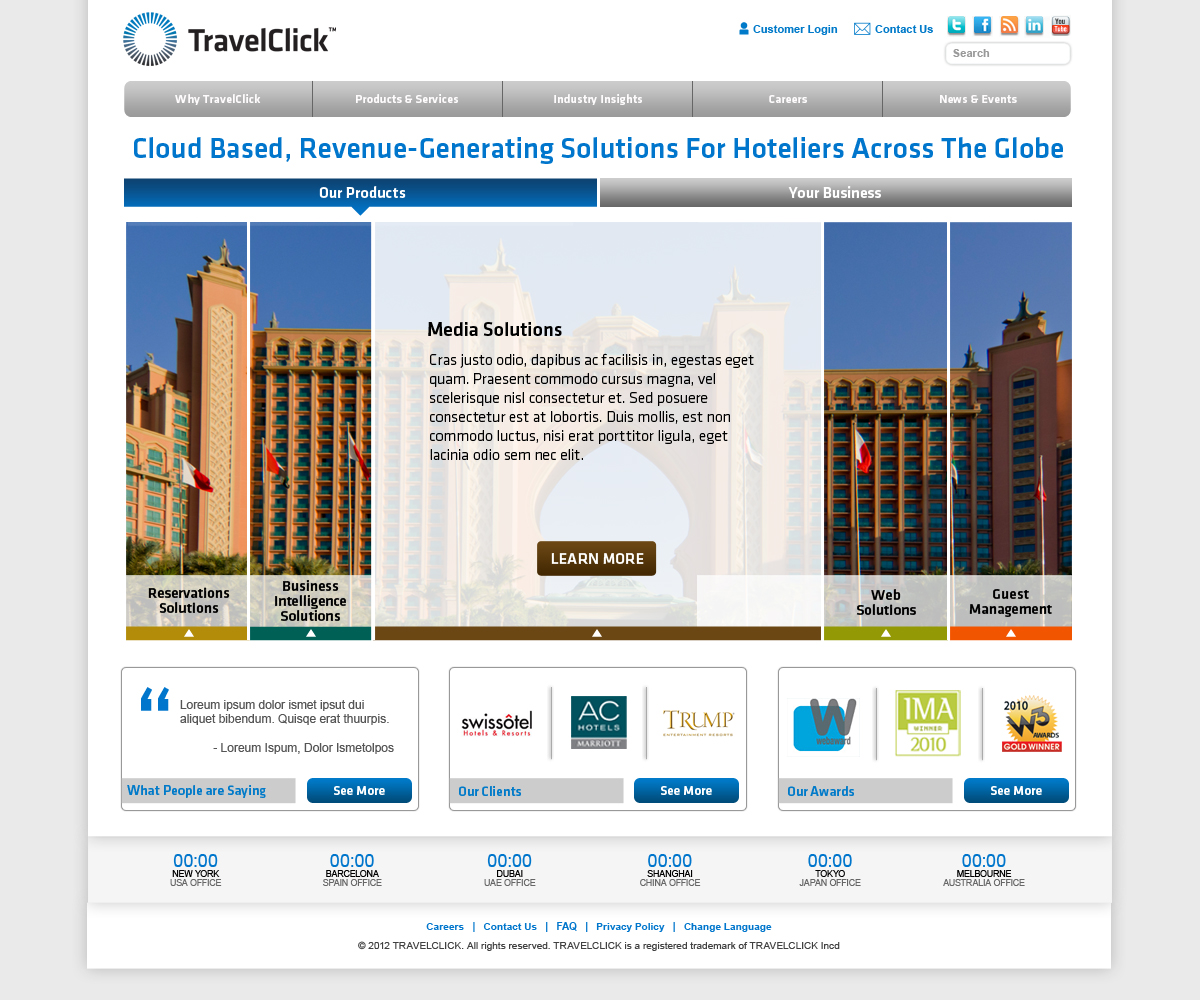 TravelClick™
Customer Login
Contact Us
You
Tube
Search
Why TravelClick
Products & Services
Industry Insights
Careers
News & Events
Cloud Based, Revenue-Generating Solutions For Hoteliers Across The Globe
Our Products
Your Business
Media Solutions
Cras justo odio, dapibus ac facilisis in, egestas eget
quam. Praesent commodo cursus magna, vel
scelerisque nisl consectetur et. Sed posuere
consectetur est at lobortis. Duis mollis, est non
commodo luctus, nisi erat porttitor ligula, eget
lacinia odio sem nec elit.
LEARN MORE
Reservations
Solutions
Business
Intelligence
Solutions
Web
Solutions
Guest
Management
“ Lorem ipsum dolor ismet ipsut dui
aliquet bibendum. Quisqe erat thuurpis.
- Loreum Ispum, Dolor Ismetolpos
What People are Saying
See More
swissôtel
Hotels & Resorts
AC
HOTELS
MARRIOTT
TRUMP
ENTERTAINMENT RESORTS
Our Clients
See More
W
webaward
IMA
WINNER
2010
2010
W3
AWARDS
GOLD WINNER
Our Awards
See More
00:00
NEW YORK
USA OFFICE
00:00
BARCELONA
SPAIN OFFICE
00:00
DUBAI
UAE OFFICE
00:00
SHANGHAI
CHINA OFFICE
00:00
TOKYO
JAPAN OFFICE
00:00
MELBOURNE
AUSTRALIA OFFICE
Careers | Contact Us | FAQ | Privacy Policy | Change Language
© 2012 TRAVELCLICK. All rights reserved. TRAVELCLICK is a registered trademark of TRAVELCLICK Incd